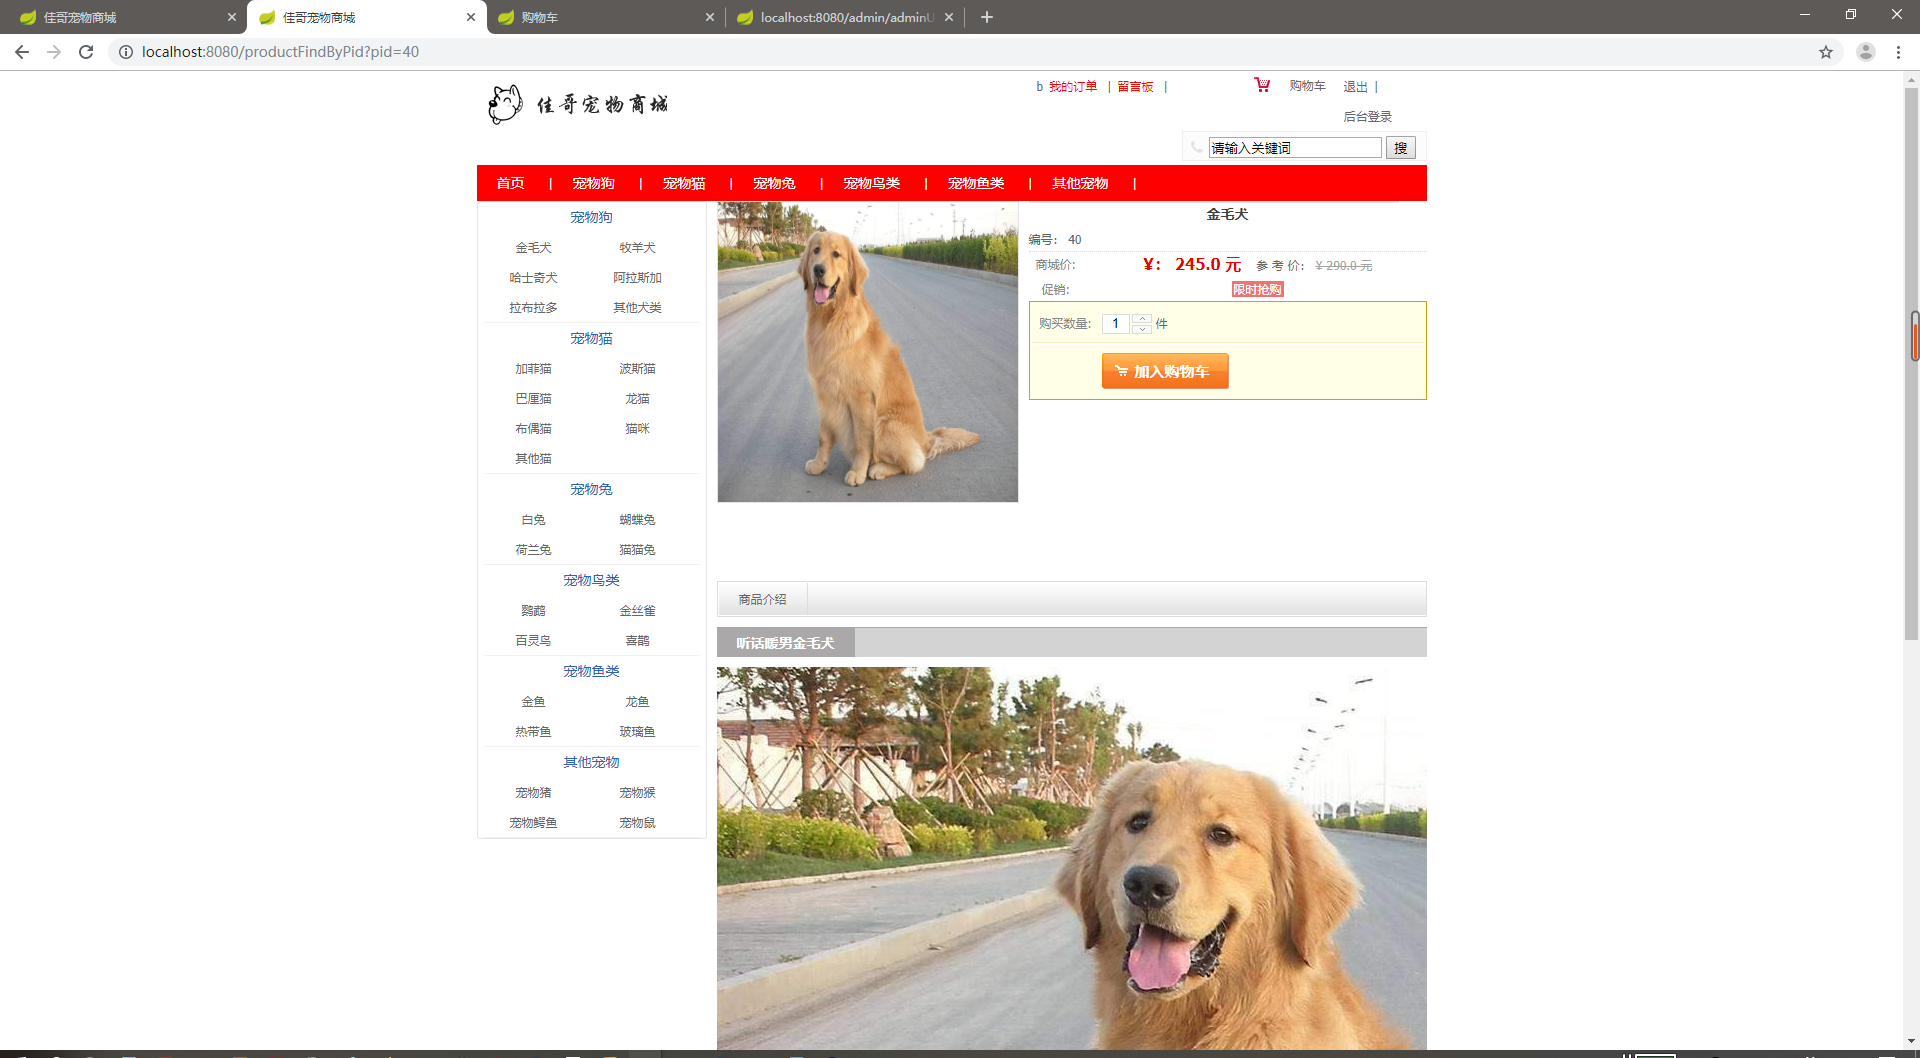 佳哥宠物商城
佳哥宠物商城
购物车
localhost:8080/admin/adminU
localhost:8080/productFindByPid?pid=40
佳哥宠物商城
b 我的订单 | 留言板 |
购物车 退出 |
后台登录
请输入关键词 搜
首页 | 宠物狗 | 宠物猫 | 宠物兔 | 宠物鸟类 | 宠物鱼类 | 其他宠物 |
宠物狗
金毛犬 牧羊犬
哈士奇犬 阿拉斯加
拉布拉多 其他犬类
宠物猫
加菲猫 波斯猫
巴厘猫 龙猫
布偶猫 猫咪
其他猫
宠物兔
白兔 蝴蝶兔
荷兰兔 猫猫兔
宠物鸟类
鹦鹉 金丝雀
百灵鸟 喜鹊
宠物鱼类
金鱼 龙鱼
热带鱼 玻璃鱼
其他宠物
宠物猪 宠物猴
宠物鳄鱼 宠物鼠
金毛犬
编号： 40
商城价: ¥： 245.0 元 参 考 价： ¥ 290.0 元
促销: 限时抢购
购买数量: 1 件
加入购物车
商品介绍
听话暖男金毛犬